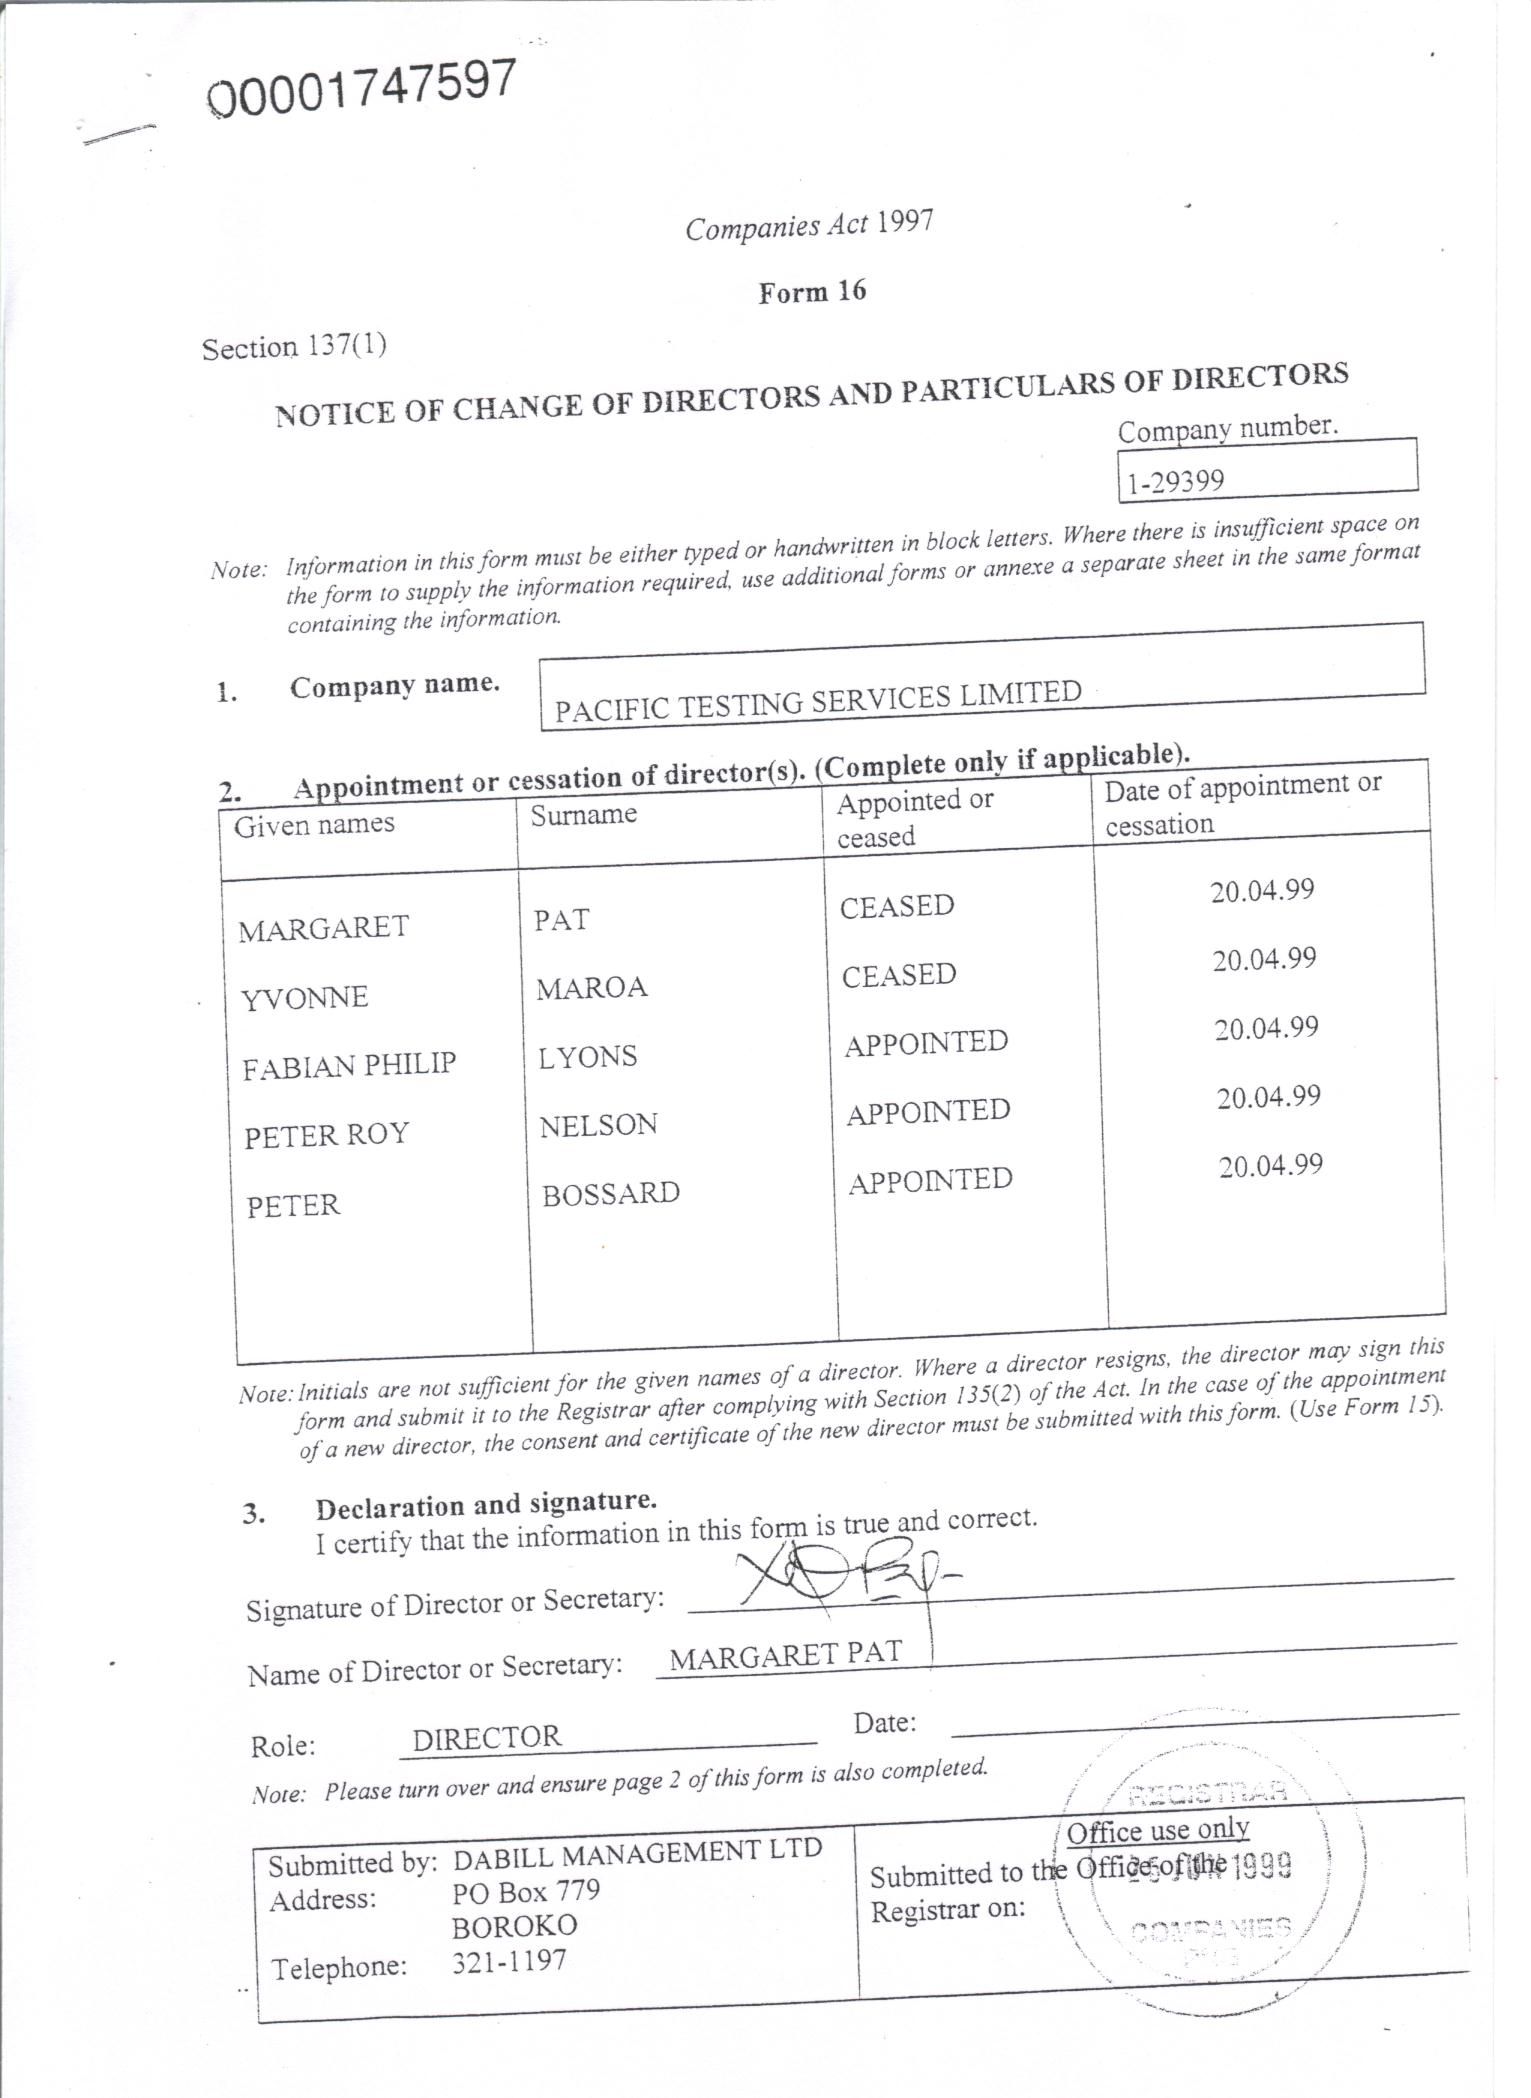 00001747597
Companies Act 1997
Form 16
Section 137(1)
NOTICE OF CHANGE OF DIRECTORS AND PARTICULARS OF DIRECTORS
Company number.
1-29399
Note: Information in this form must be either typed or handwritten in block letters. Where there is insufficient space on
the form to supply the information required, use additional forms or annexe a separate sheet in the same format
containing the information.
1. Company name.
PACIFIC TESTING SERVICES LIMITED
2. Appointment or cessation of director(s). (Complete only if applicable).
Given names Surname Appointed or ceased Date of appointment or cessation
MARGARET PAT CEASED 20.04.99
YVONNE MAROA CEASED 20.04.99
FABIAN PHILIP LYONS APPOINTED 20.04.99
PETER ROY NELSON APPOINTED 20.04.99
PETER BOSSARD APPOINTED 20.04.99
Note: Initials are not sufficient for the given names of a director. Where a director resigns, the director may sign this
form and submit it to the Registrar after complying with Section 135(2) of the Act. In the case of the appointment
of a new director, the consent and certificate of the new director must be submitted with this form. (Use Form 15).
3. Declaration and signature.
I certify that the information in this form is true and correct.
Signature of Director or Secretary:
Name of Director or Secretary: MARGARET PAT
Role: DIRECTOR Date:
Note: Please turn over and ensure page 2 of this form is also completed.
Submitted by: DABILL MANAGEMENT LTD
Address: PO Box 779
BOROKO
Telephone: 321-1197
Office use only
Submitted to the Office of the
Registrar on:
REGISTRAR
1999
COMPANIES